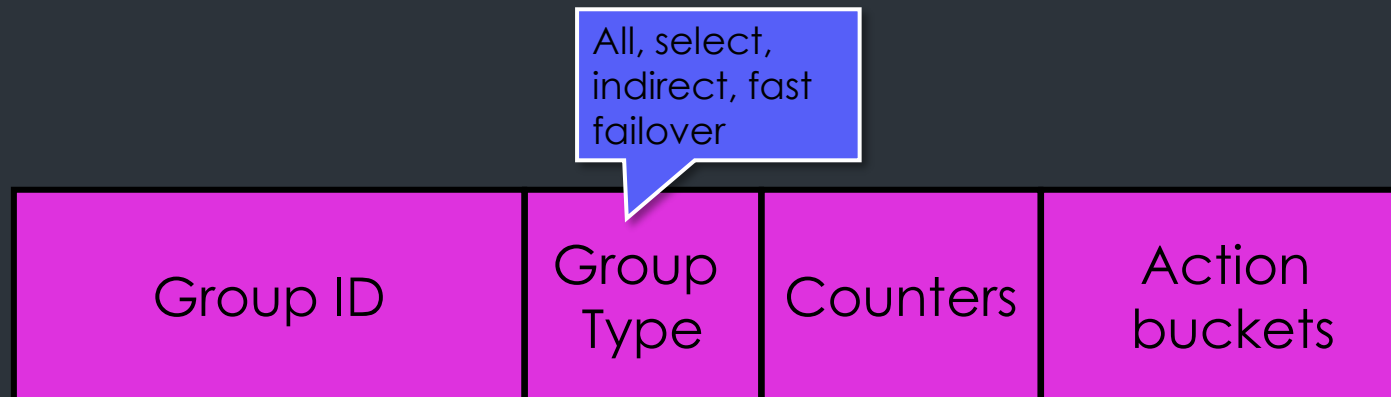 All, select,
indirect, fast
failover
Group ID
Group
Type
Counters
Action
buckets